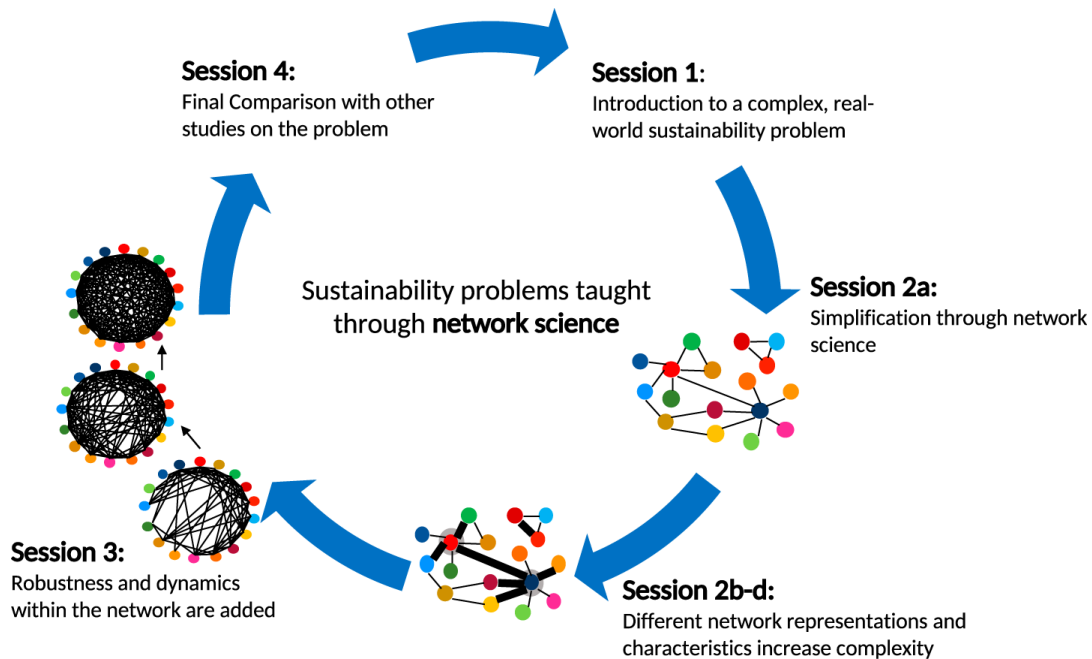 Session 4:
Final Comparison with other
studies on the problem
Session 1:
Introduction to a complex, real-
world sustainability problem
Sustainability problems taught
through network science
Session 2a:
Simplification through network
science
Session 3:
Robustness and dynamics
within the network are added
Session 2b-d:
Different network representations and
characteristics increase complexity